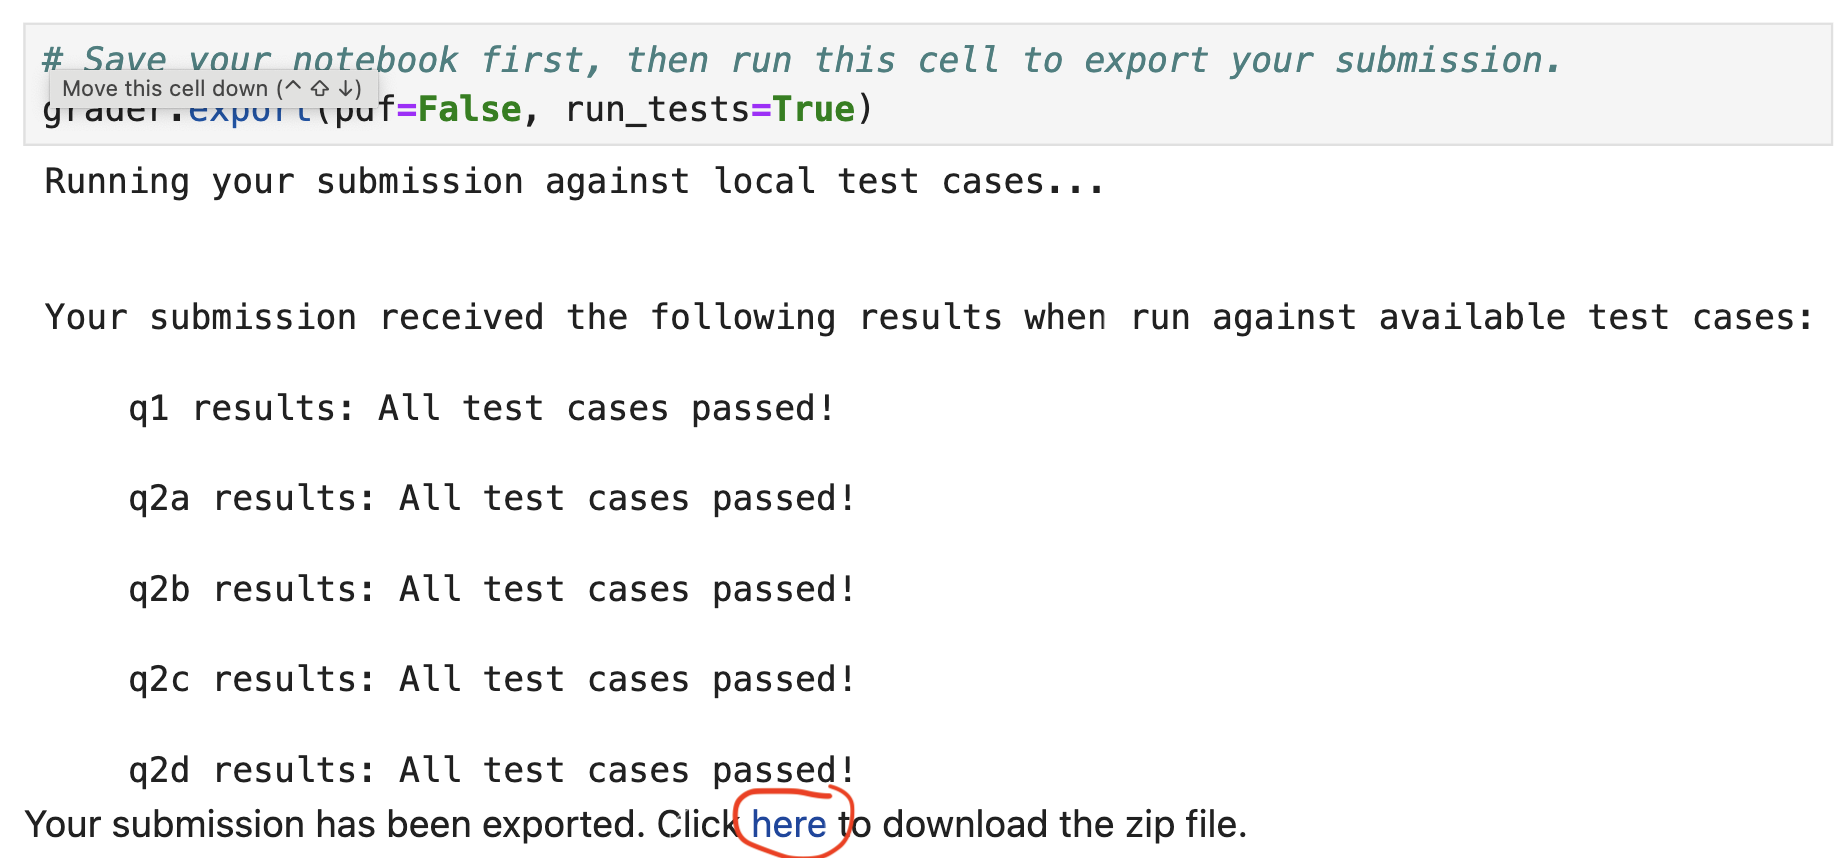 # Save your notebook first, then run this cell to export your submission.
Move this cell down (^ ⇧ ↓)
grader.export(pdf=False, run_tests=True)
Running your submission against local test cases...
Your submission received the following results when run against available test cases:
q1 results: All test cases passed!
q2a results: All test cases passed!
q2b results: All test cases passed!
q2c results: All test cases passed!
q2d results: All test cases passed!
Your submission has been exported. Click here to download the zip file.